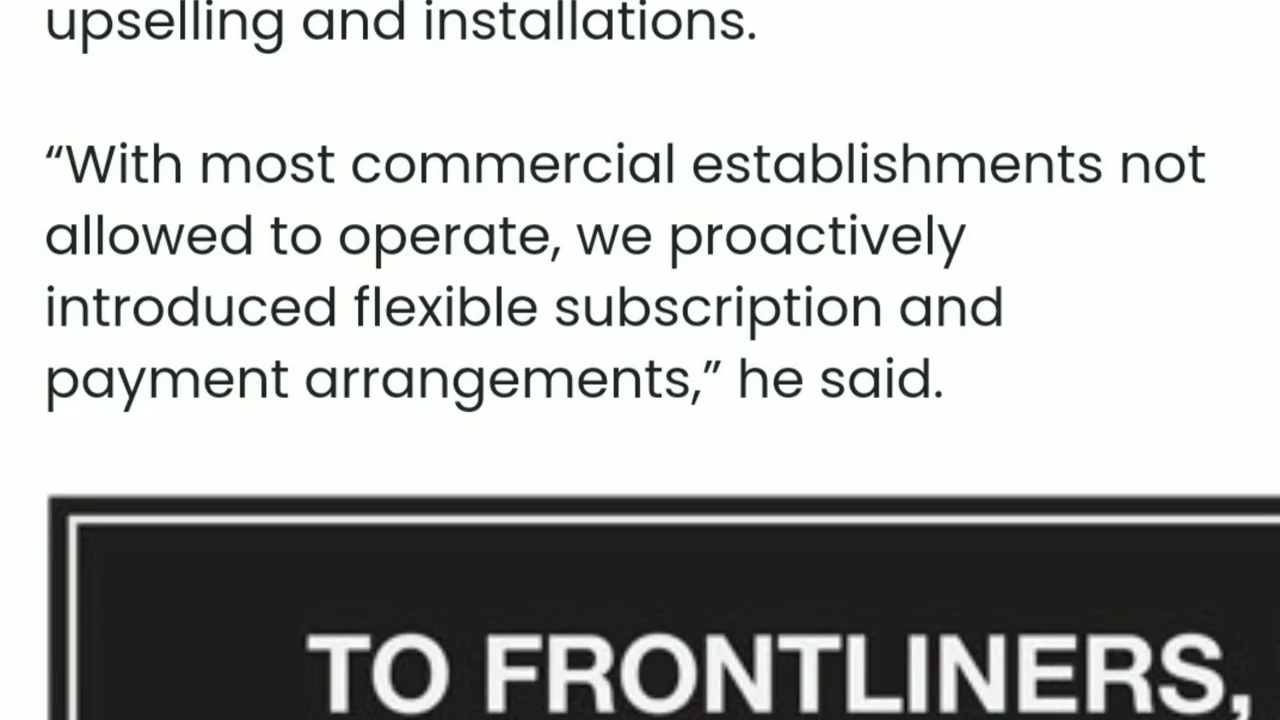 upselling and installations.
“With most commercial establishments not
allowed to operate, we proactively
introduced flexible subscription and
payment arrangements,” he said.
TO FRONTLINERS,